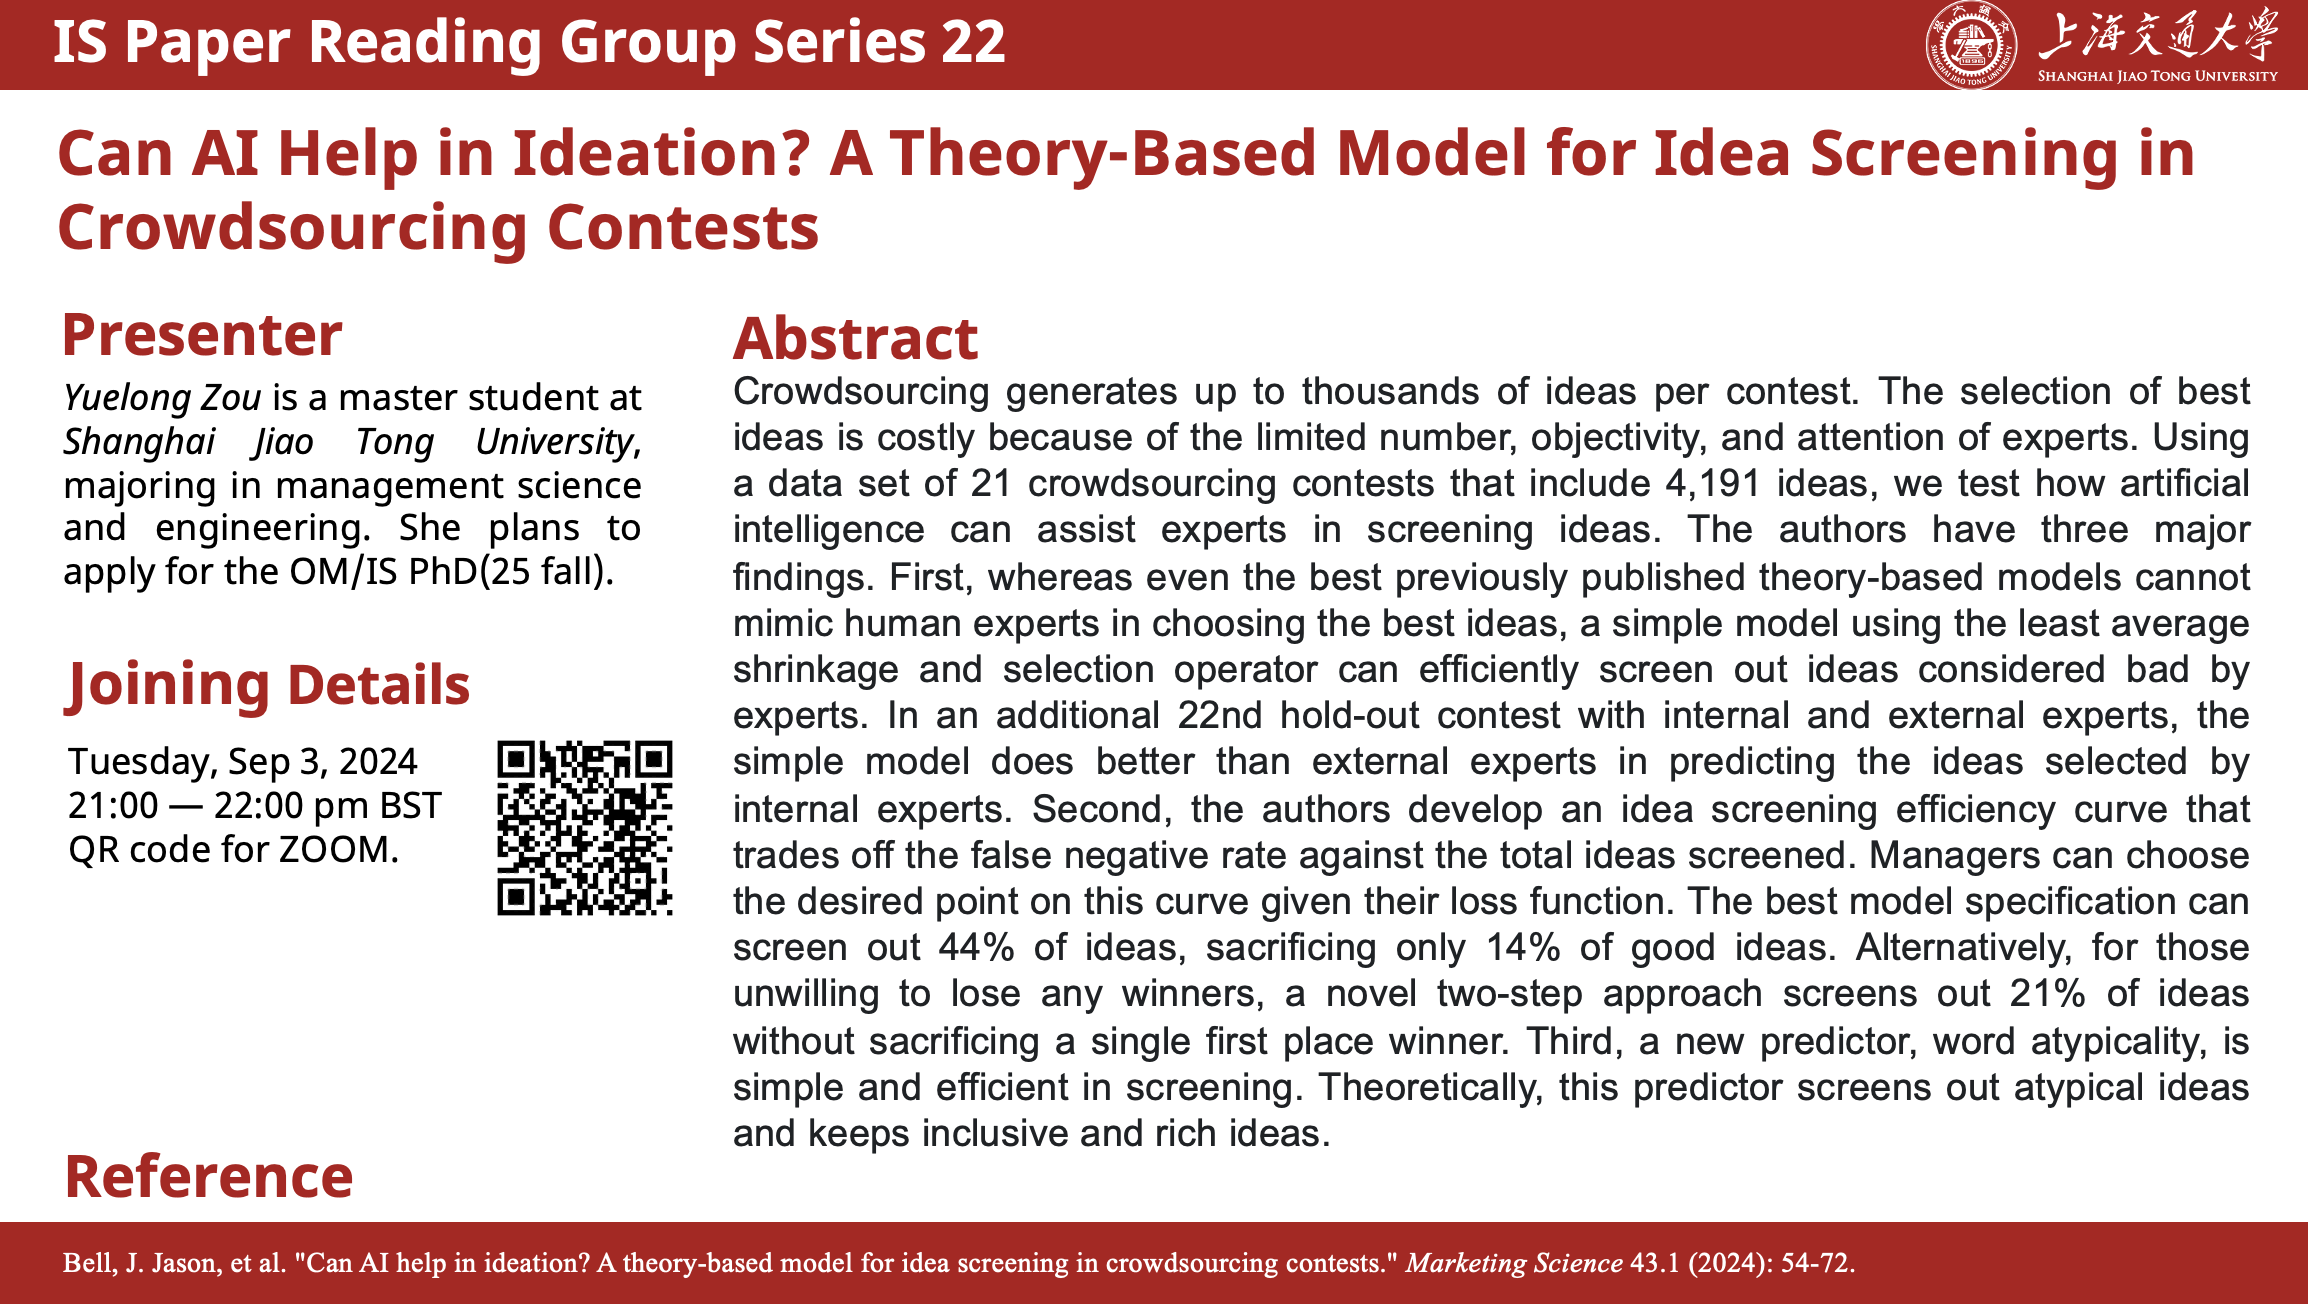 IS Paper Reading Group Series 22
上海交通大學
SHANGHAI JIAO TONG UNIVERSITY
Can AI Help in Ideation? A Theory-Based Model for Idea Screening in
Crowdsourcing Contests
Presenter
Yuelong Zou is a master student at
Shanghai Jiao Tong University,
majoring in management science
and engineering. She plans to
apply for the OM/IS PhD(25 fall).
Joining Details
Tuesday, Sep 3, 2024
21:00 — 22:00 pm BST
QR code for ZOOM.
Abstract
Crowdsourcing generates up to thousands of ideas per contest. The selection of best
ideas is costly because of the limited number, objectivity, and attention of experts. Using
a data set of 21 crowdsourcing contests that include 4,191 ideas, we test how artificial
intelligence can assist experts in screening ideas. The authors have three major
findings. First, whereas even the best previously published theory-based models cannot
mimic human experts in choosing the best ideas, a simple model using the least average
shrinkage and selection operator can efficiently screen out ideas considered bad by
experts. In an additional 22nd hold-out contest with internal and external experts, the
simple model does better than external experts in predicting the ideas selected by
internal experts. Second, the authors develop an idea screening efficiency curve that
trades off the false negative rate against the total ideas screened. Managers can choose
the desired point on this curve given their loss function. The best model specification can
screen out 44% of ideas, sacrificing only 14% of good ideas. Alternatively, for those
unwilling to lose any winners, a novel two-step approach screens out 21% of ideas
without sacrificing a single first place winner. Third, a new predictor, word atypicality, is
simple and efficient in screening. Theoretically, this predictor screens out atypical ideas
and keeps inclusive and rich ideas.
Reference
Bell, J. Jason, et al. "Can AI help in ideation? A theory-based model for idea screening in crowdsourcing contests." Marketing Science 43.1 (2024): 54-72.